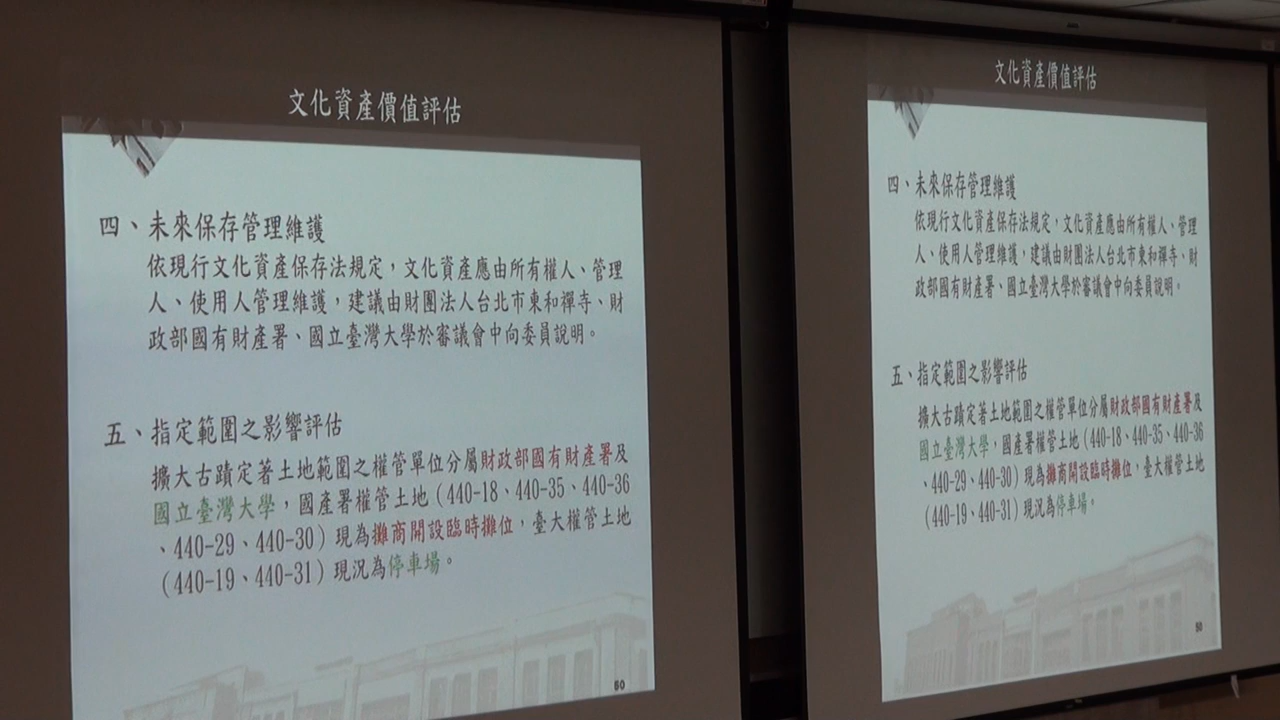 文化資產價值評估
四、未來保存管理維護
依現行文化資產保存法規定，文化資產應由所有權人、管理
人、使用人管理維護，建議由財團法人台北市東和禪寺、財
政部國有財產署、國立臺灣大學於審議會中向委員說明。
五、指定範圍之影響評估
擴大古蹟定著土地範圍之權管單位分屬財政部國有財產署及
國立臺灣大學，國產署權管土地（440-18、440-35、440-36
、440-29、440-30）現為攤商開設臨時攤位，臺大權管土地
（440-19、440-31）現況為停車場。
50
文化資產價值評估
四、未來保存管理維護
依現行文化資產保存法規定，文化資產應由所有權人、管理
人、使用人管理維護，建議由財團法人台北市東和禪寺、財
政部國有財產署、國立臺灣大學於審議會中向委員說明。
五、指定範圍之影響評估
擴大古蹟定著土地範圍之權管單位分屬財政部國有財產署及
國立臺灣大學，國產署權管土地（440-18、440-35、440-36
、440-29、440-30）現為攤商開設臨時攤位，臺大權管土地
（440-19、440-31）現況為停車場。
50